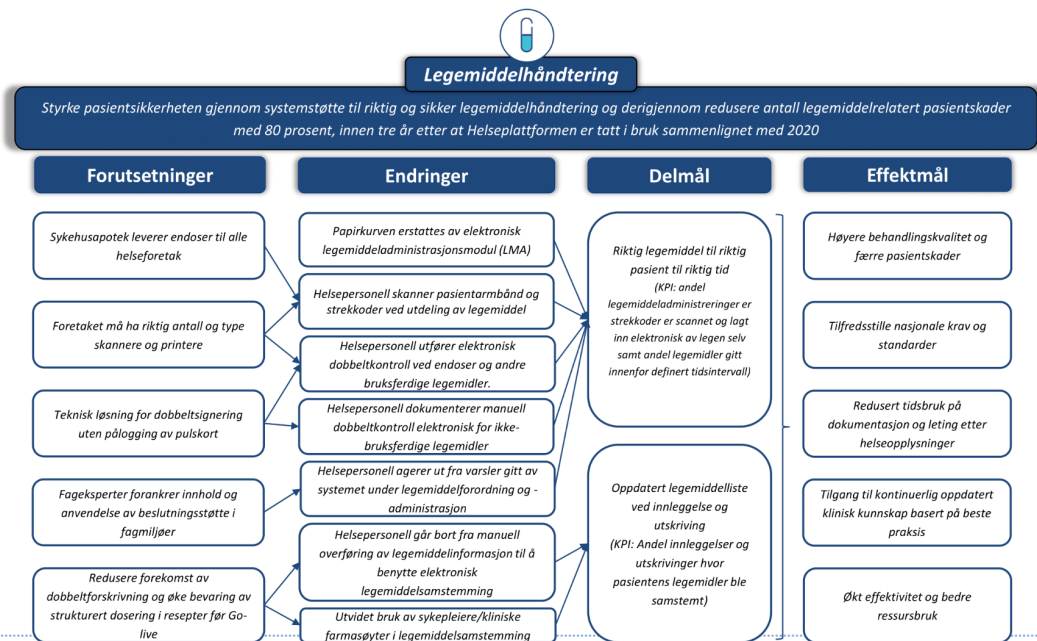 Legemiddelhåndtering
Styrke pasientsikkerheten gjennom systemstøtte til riktig og sikker legemiddelhåndtering og derigjennom redusere antall legemiddelrelatert pasientskader
med 80 prosent, innen tre år etter at Helseplattformen er tatt i bruk sammenlignet med 2020
Forutsetninger
Sykehusapotek leverer endoser til alle
helseforetak
Foretaket må ha riktig antall og type
skannere og printere
Teknisk løsning for dobbeltsignering
uten pålogging av pulskort
Fageksperter forankrer innhold og
anvendelse av beslutningsstøtte i
fagmiljøer
Redusere forekomst av
dobbeltforskrivning og øke bevaring av
strukturert dosering i resepter før Go-
live
Endringer
Papirkurven erstattes av elektronisk
legemiddeladministrasjonsmodul (LMA)
Helsepersonell skanner pasientarmbånd og
strekkoder ved utdeling av legemiddel
Helsepersonell utfører elektronisk
dobbeltkontroll ved endoser og andre
bruksferdige legemidler.
Helsepersonell dokumenterer manuell
dobbeltkontroll elektronisk for ikke-
bruksferdige legemidler
Helsepersonell agerer ut fra varsler gitt av
systemet under legemiddelforordning og -
administrasjon
Helsepersonell går bort fra manuell
overføring av legemiddelinformasjon til å
benytte elektronisk
legemiddelsamstemming
Utvidet bruk av sykepleiere/kliniske
farmasøyter i legemiddelsamstemming
Delmål
Riktig legemiddel til riktig
pasient til riktig tid
(KPI: andel
legemiddeladministreringer er
strekkoder er scannet og lagt
inn elektronisk av legen selv
samt andel legemidler gitt
innenfor definert tidsintervall)
Oppdatert legemiddelliste
ved innleggelse og
utskriving
(KPI: Andel innleggelser og
utskrivinger hvor
pasientens legemidler ble
samstemt)
Effektmål
Høyere behandlingskvalitet og
færre pasientskader
Tilfredsstille nasjonale krav og
standarder
Redusert tidsbruk på
dokumentasjon og leting etter
helseopplysninger
Tilgang til kontinuerlig oppdatert
klinisk kunnskap basert på beste
praksis
Økt effektivitet og bedre
ressursbruk